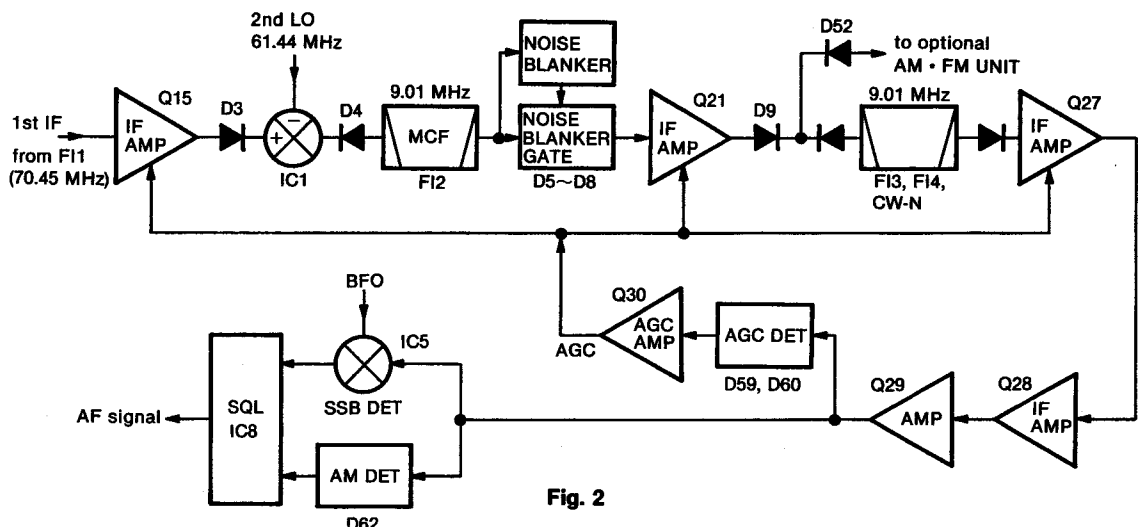 2nd LO
61.44 MHz
D52
to optional
AM • FM UNIT
NOISE
BLANKER
Q15
D3
D4
9.01 MHz
Q21
D9
9.01 MHz
Q27
1st IF
from FI1
(70.45 MHz)
IF
AMP
+
−
IC1
MCF
FI2
NOISE
BLANKER
GATE
D5~D8
IF
AMP
FI3, FI4,
CW-N
IF
AMP
BFO
Q30
AGC
AMP
AGC
AGC DET
D59, D60
IC5
SSB DET
Q29
AMP
Q28
IF
AMP
AF signal
SQL
IC8
AM DET
D62
Fig. 2